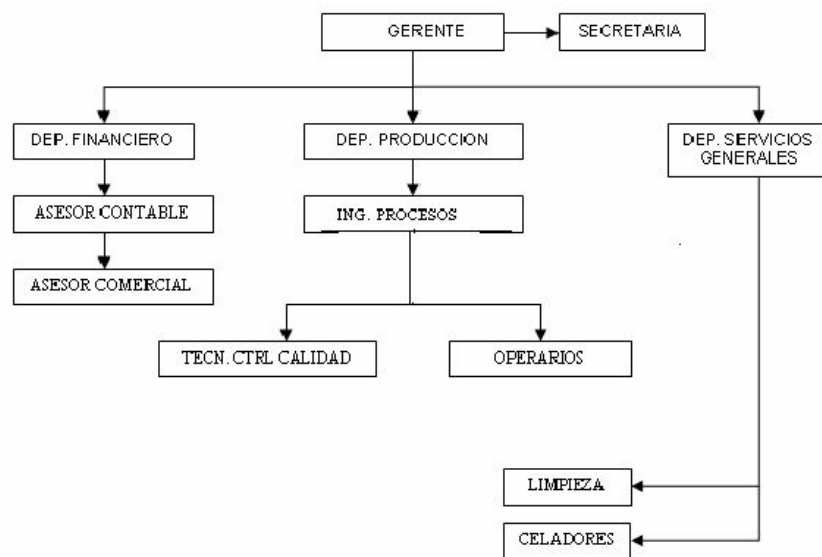 GERENTE
SECRETARIA
DEP. FINANCIERO
DEP. PRODUCCION
DEP. SERVICIOS
GENERALES
ASESOR CONTABLE
ING. PROCESOS
ASESOR COMERCIAL
TECN. CTRL CALIDAD
OPERARIOS
LIMPIEZA
CELADORES